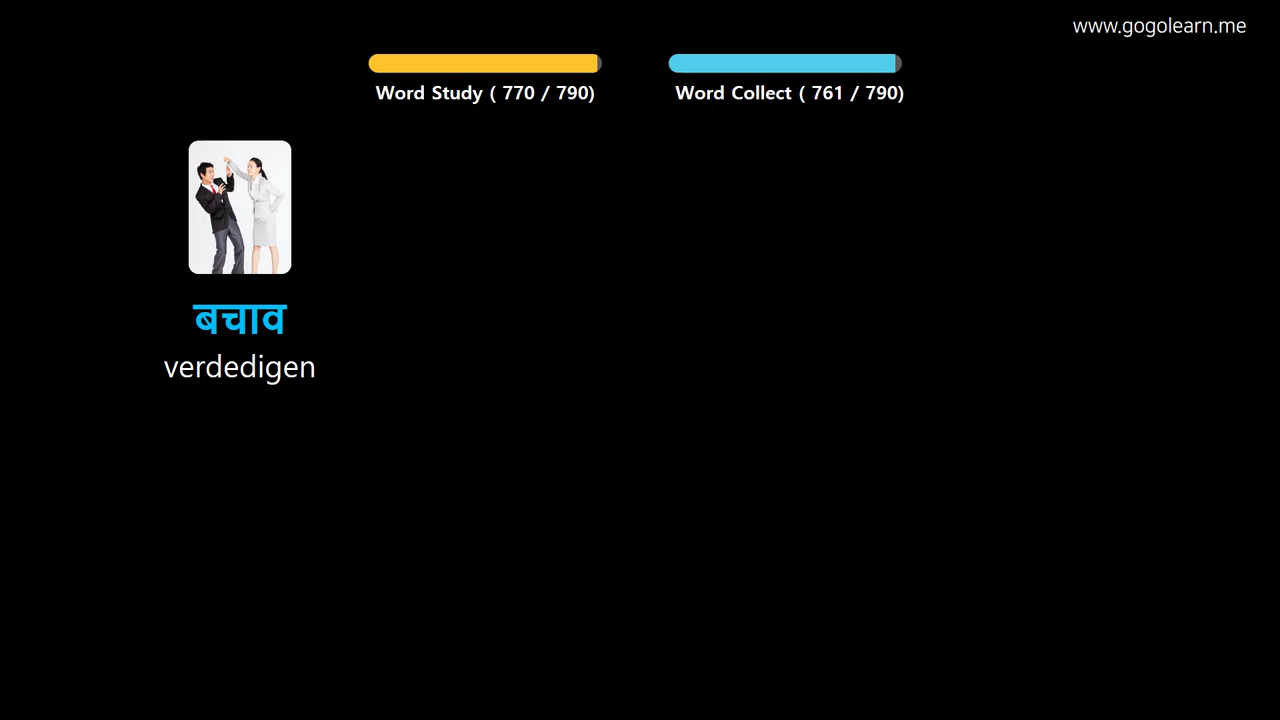 www.gogolearn.me
Word Study ( 770 / 790)
Word Collect ( 761 / 790)
बचाव
verdedigen